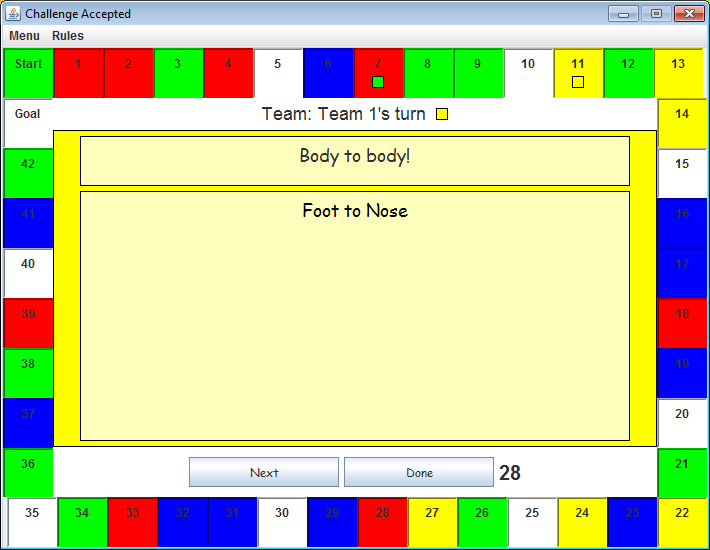 Challenge Accepted
Menu Rules
Start 1 2 3 4 5 6 7 8 9 10 11 12 13
Goal
Team: Team 1's turn
14
Body to body!
42
15
Foot to Nose
41
16
40
17
39
18
38
19
37
20
36
Next Done 28
21
35 34 33 32 31 30 29 28 27 26 25 24 23 22